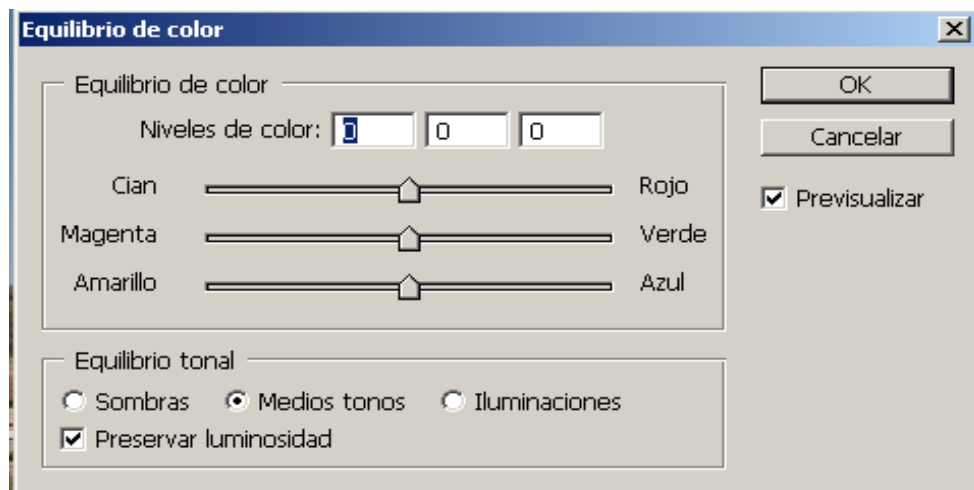 Equilibrio de color
Equilibrio de color
OK
Niveles de color: 0 0 0
Cancelar
Cian Rojo
Previsualizar
Magenta Verde
Amarillo Azul
Equilibrio tonal
Sombras Medios tonos Iluminaciones
Preservar luminosidad